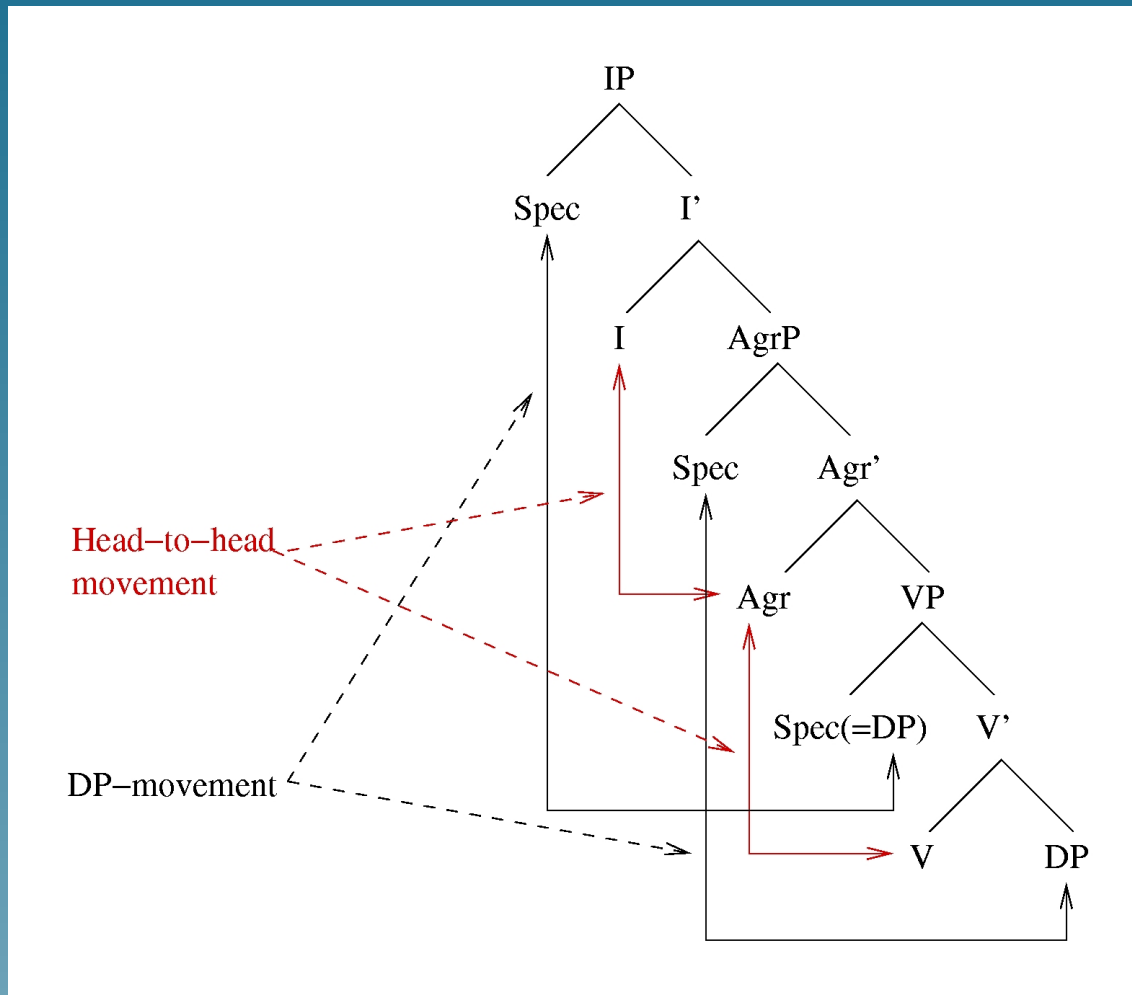 IP
Spec I’
I AgrP
Spec Agr’
Head−to−head
movement
Agr VP
Spec(=DP) V’
DP−movement
V DP